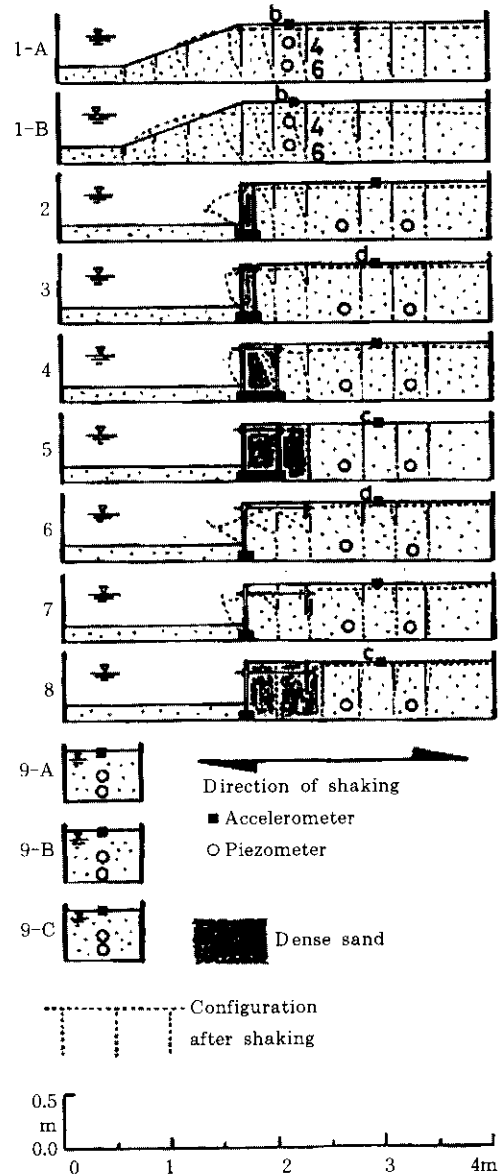 1-A
b
4
6
1-B
b
4
6
2
3
d
4
5
c
6
d
7
8
c
9-A
9-B
9-C
Direction of shaking
■ Accelerometer
○ Piezometer
Dense sand
Configuration
after shaking
0.5
m
0.0
0 1 2 3 4m